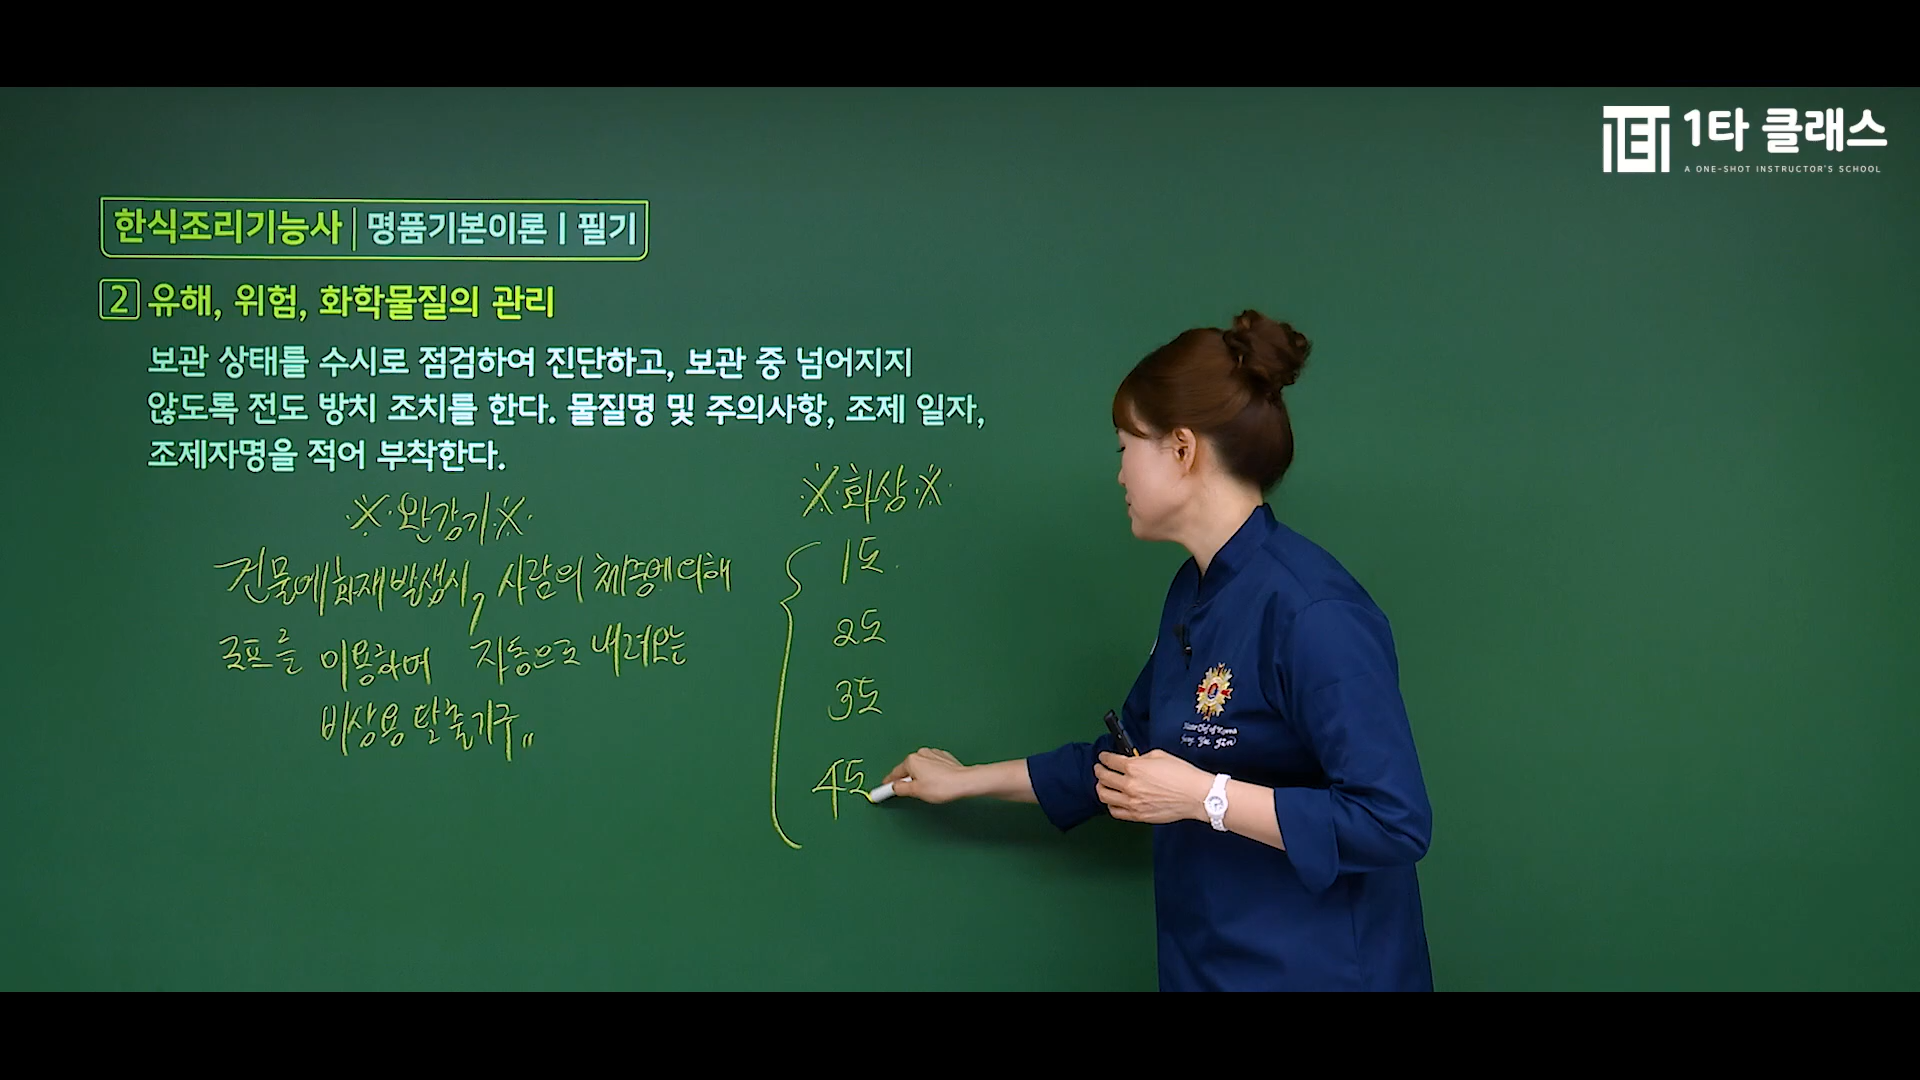 1타 클래스
A ONE-SHOT INSTRUCTOR'S SCHOOL
한식조리기능사 | 명품기본이론 | 필기
2 유해, 위험, 화학물질의 관리
보관 상태를 수시로 점검하여 진단하고, 보관 중 넘어지지
않도록 전도 방치 조치를 한다. 물질명 및 주의사항, 조제 일자,
조제자명을 적어 부착한다.
※완강기※
건물에 화재발생시, 사람의 체중에 의해
로프를 이용하며 자동으로 내려오는
비상용 탈출기구〃
※화상※
1도
2도
3도
4도
Master Chef of Korea